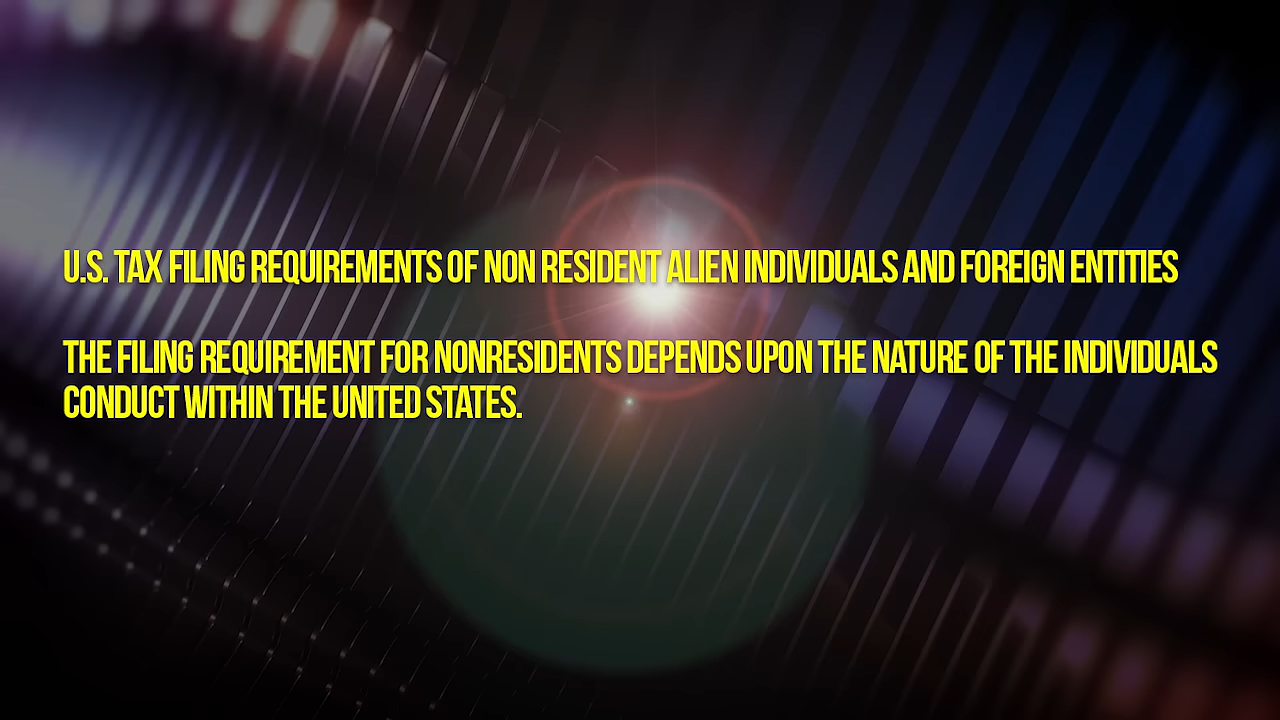 U.S. TAX FILING REQUIREMENTS OF NON RESIDENT ALIEN INDIVIDUALS AND FOREIGN ENTITIES
THE FILING REQUIREMENT FOR NONRESIDENTS DEPENDS UPON THE NATURE OF THE INDIVIDUALS
CONDUCT WITHIN THE UNITED STATES.